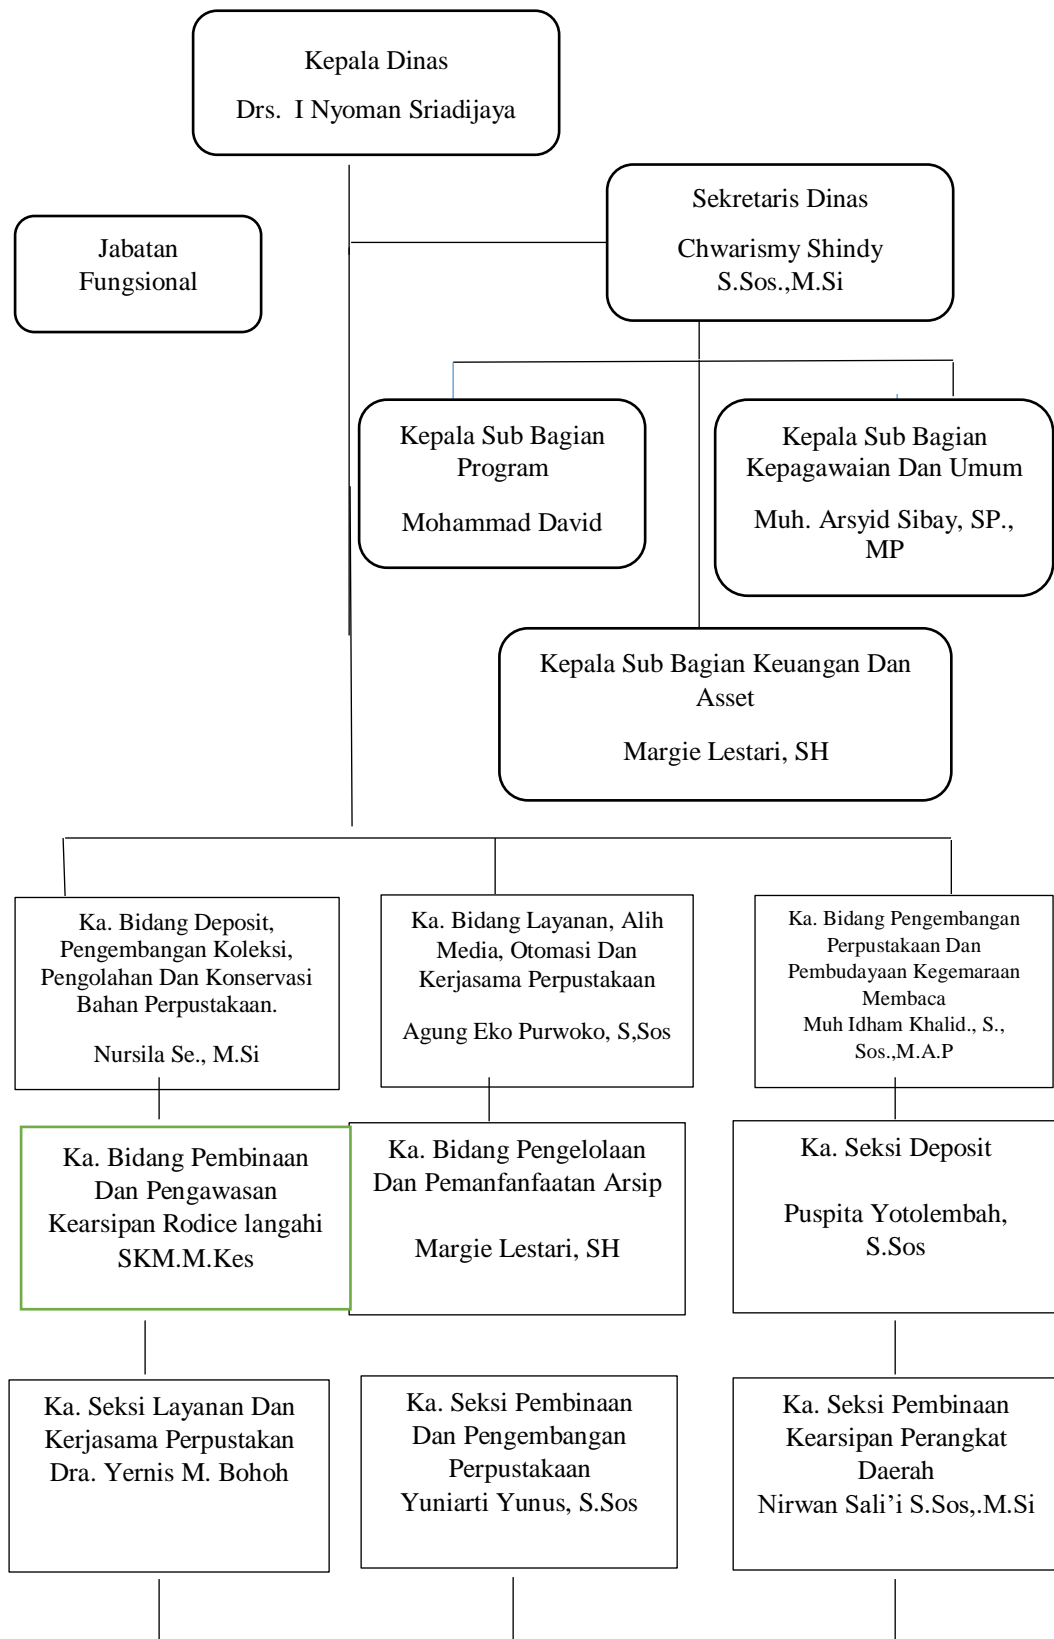 Kepala Dinas
Drs.  I Nyoman Sriadijaya
Sekretaris Dinas
Chwarismy Shindy
S.Sos.,M.Si
Jabatan
Fungsional
Kepala Sub Bagian
Program
Mohammad David
Kepala Sub Bagian
Kepagawaian Dan Umum
Muh. Arsyid Sibay, SP.,
MP
Kepala Sub Bagian Keuangan Dan
Asset
Margie Lestari, SH
Ka. Bidang Deposit,
Pengembangan Koleksi,
Pengolahan Dan Konservasi
Bahan Perpustakaan.
Nursila Se., M.Si
Ka. Bidang Layanan, Alih
Media, Otomasi Dan
Kerjasama Perpustakaan
Agung Eko Purwoko, S,Sos
Ka. Bidang Pengembangan
Perpustakaan Dan
Pembudayaan Kegemaraan
Membaca
Muh Idham Khalid., S.,
Sos.,M.A.P
Ka. Bidang Pembinaan
Dan Pengawasan
Kearsipan Rodice langahi
SKM.M.Kes
Ka. Bidang Pengelolaan
Dan Pemanfanfaatan Arsip
Margie Lestari, SH
Ka. Seksi Deposit
Puspita Yotolembah,
S.Sos
Ka. Seksi Layanan Dan
Kerjasama Perpustakan
Dra. Yernis M. Bohoh
Ka. Seksi Pembinaan
Dan Pengembangan
Perpustakaan
Yuniarti Yunus, S.Sos
Ka. Seksi Pembinaan
Kearsipan Perangkat
Daerah
Nirwan Sali’i S.Sos,.M.Si